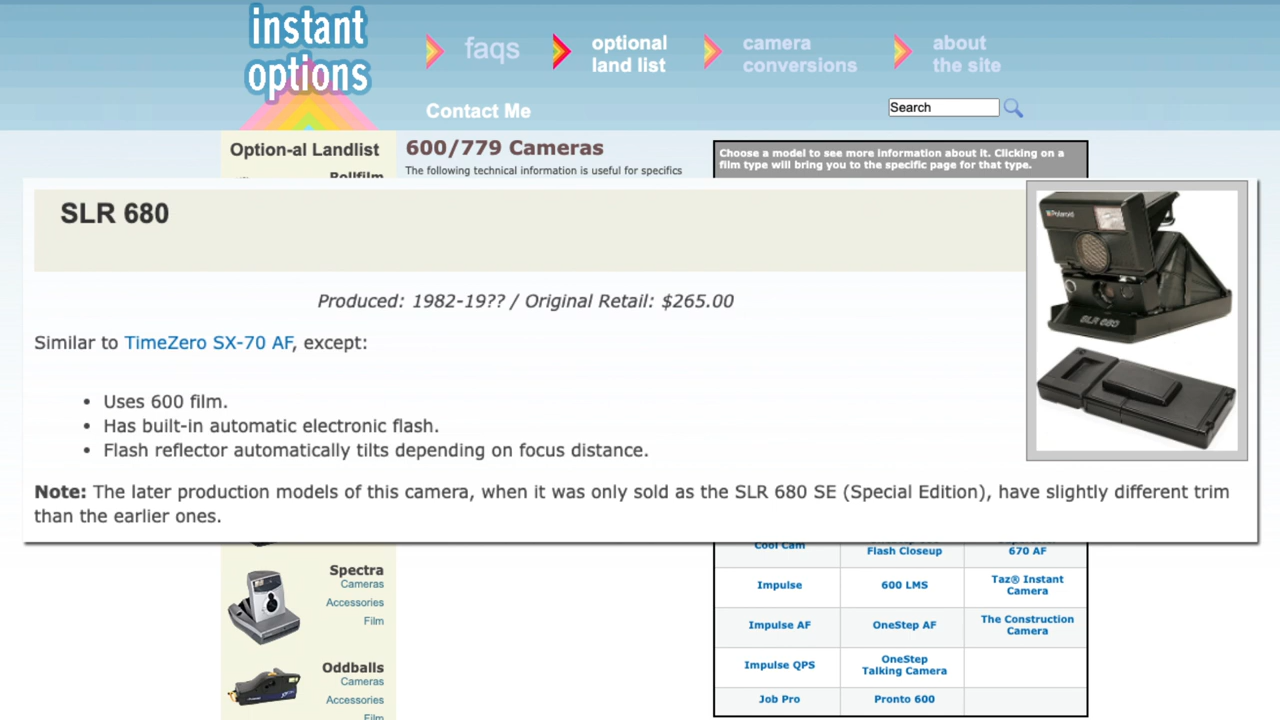 instant
options
faqs
optional
land list
camera
conversions
about
the site
Contact Me
Search
Option-al Landlist
Rollfilm
600/779 Cameras
The following technical information is useful for specifics
Choose a model to see more information about it. Clicking on a
film type will bring you to the specific page for that type.
SLR 680
Produced: 1982-19?? / Original Retail: $265.00
Similar to TimeZero SX-70 AF, except:
• Uses 600 film.
• Has built-in automatic electronic flash.
• Flash reflector automatically tilts depending on focus distance.
Note: The later production models of this camera, when it was only sold as the SLR 680 SE (Special Edition), have slightly different trim
than the earlier ones.
Polaroid
SLR 680
Spectra
Cameras
Accessories
Film
Oddballs
Cameras
Accessories
Film
Cool Cam
Flash Closeup
670 AF
Impulse
600 LMS
Taz® Instant
Camera
Impulse AF
OneStep AF
The Construction
Camera
Impulse QPS
OneStep
Talking Camera
Job Pro
Pronto 600